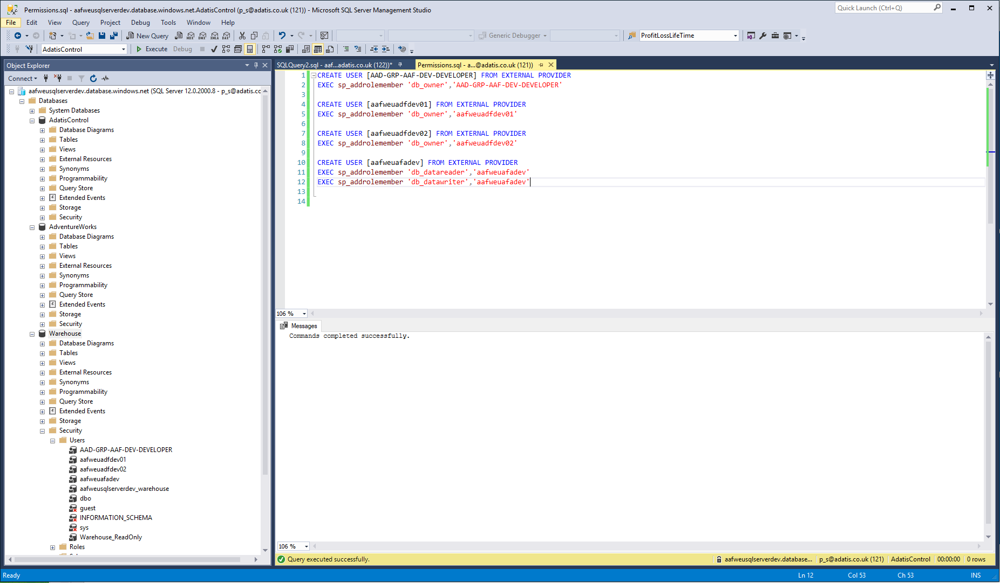 Permissions.sql - aafweusqlserverdev.database.windows.net.AdatisControl (p_s@adatis.co.uk (121)) - Microsoft SQL Server Management Studio
Quick Launch (Ctrl+Q)
File Edit View Query Project Debug Tools Window Help
New Query MDX DMX XMLA DAX Generic Debugger ProfitLossLifeTime
AdatisControl Execute Debug
Object Explorer
Connect
aafweusqlserverdev.database.windows.net (SQL Server 12.0.2000.8 - p_s@adatis.co
Databases
System Databases
AdatisControl
Database Diagrams
Tables
Views
External Resources
Synonyms
Programmability
Query Store
Extended Events
Storage
Security
AdventureWorks
Database Diagrams
Tables
Views
External Resources
Synonyms
Programmability
Query Store
Extended Events
Storage
Security
Warehouse
Database Diagrams
Tables
Views
External Resources
Synonyms
Programmability
Query Store
Extended Events
Storage
Security
Users
AAD-GRP-AAF-DEV-DEVELOPER
aafweuadfdev01
aafweuadfdev02
aafweuafadev
aafweusqlserverdev_warehouse
dbo
guest
INFORMATION_SCHEMA
sys
Warehouse_ReadOnly
Roles
SQLQuery2.sql - aaf...adatis.co.uk (122))* Permissions.sql - a...@adatis.co.uk (121))
1 CREATE USER [AAD-GRP-AAF-DEV-DEVELOPER] FROM EXTERNAL PROVIDER
2 EXEC sp_addrolemember 'db_owner','AAD-GRP-AAF-DEV-DEVELOPER'
3
4 CREATE USER [aafweuadfdev01] FROM EXTERNAL PROVIDER
5 EXEC sp_addrolemember 'db_owner','aafweuadfdev01'
6
7 CREATE USER [aafweuadfdev02] FROM EXTERNAL PROVIDER
8 EXEC sp_addrolemember 'db_owner','aafweuadfdev02'
9
10 CREATE USER [aafweuafadev] FROM EXTERNAL PROVIDER
11 EXEC sp_addrolemember 'db_datareader','aafweuafadev'
12 EXEC sp_addrolemember 'db_datawriter','aafweuafadev'
13
14
106 %
Messages
Commands completed successfully.
106 %
Query executed successfully. aafweusqlserverdev.database... p_s@adatis.co.uk (121) AdatisControl 00:00:00 0 rows
Ready Ln 12 Col 53 Ch 53 INS